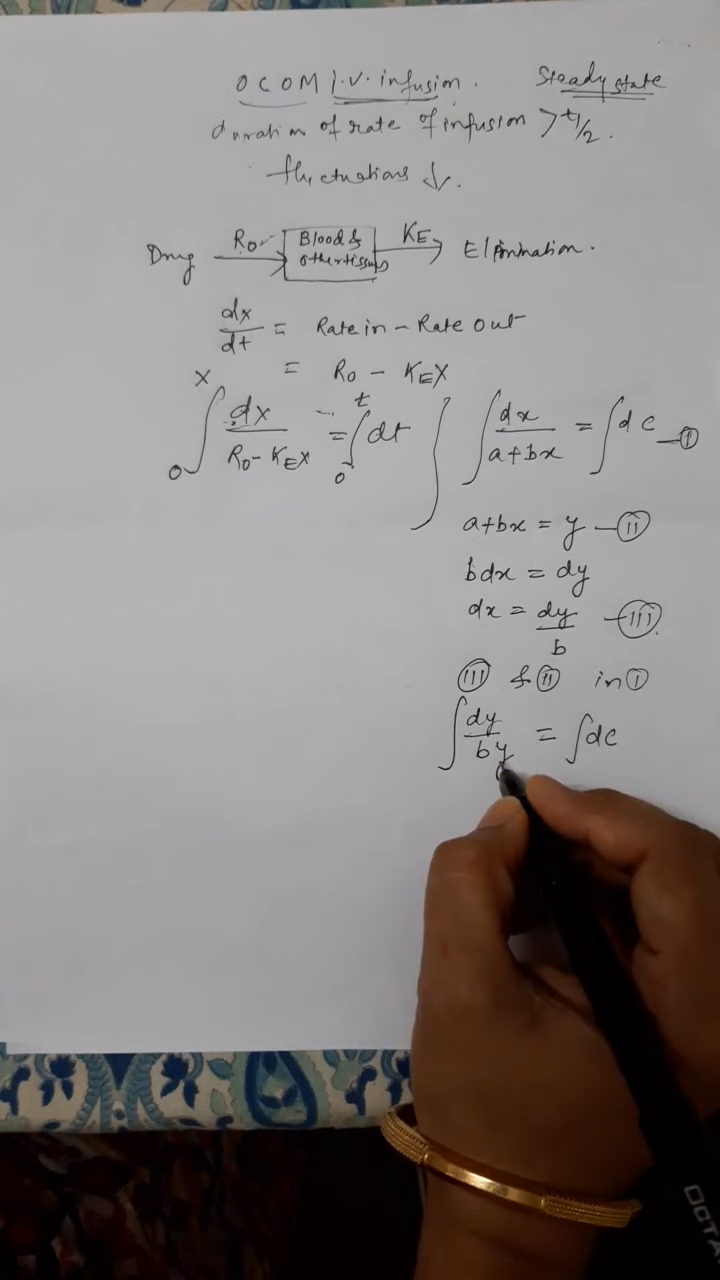 OCOM I.V. infusion. Steady state
duration of rate of infusion > t1/2.
fluctuations ↓.
Drug R0 → Blood & other tissues KE → Elimination.
dx/dt = Rate in - Rate out
= R0 - KEX
∫₀ˣ dx/(R0 - KEX) = ∫₀ᵗ dt
∫ dx/(a+bx) = ∫ dc - Ⓘ
a+bx = y - ⓘⓘ
bdx = dy
dx = dy/b - ⒾⒾⒾ.
ⒾⒾⒾ & ⒾⒾ in Ⓘ
∫ dy/by = ∫ dc
OCTA